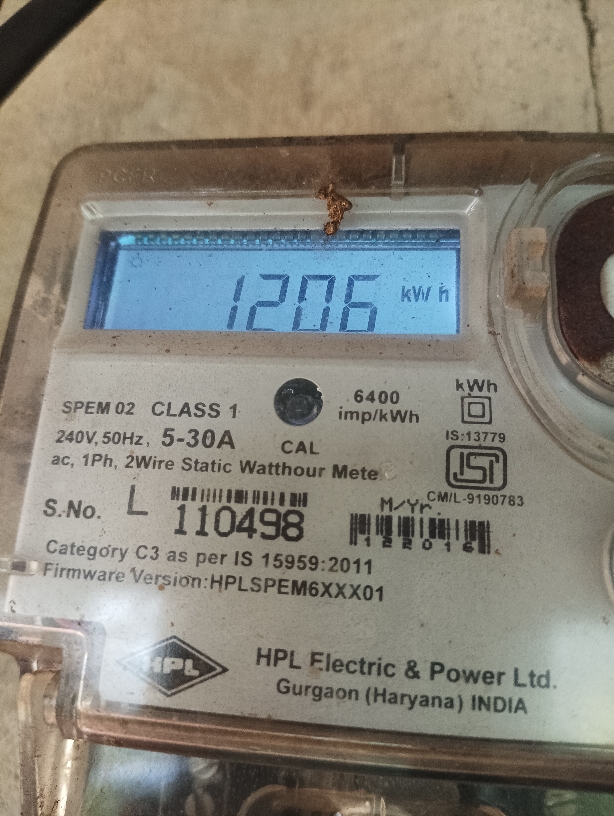 1206 kWh
6400
imp/kWh
kWh
SPEM 02 CLASS 1
240V, 50Hz, 5-30A
CAL
IS:13779
ac, 1Ph, 2Wire Static Watthour Mete
ISI
CM/L-9190783
S.No. L 110498
M/Yr.
122016
Category C3 as per IS 15959:2011
Firmware Version:HPLSPEM6XXX01
HPL
HPL Electric & Power Ltd.
Gurgaon (Haryana) INDIA